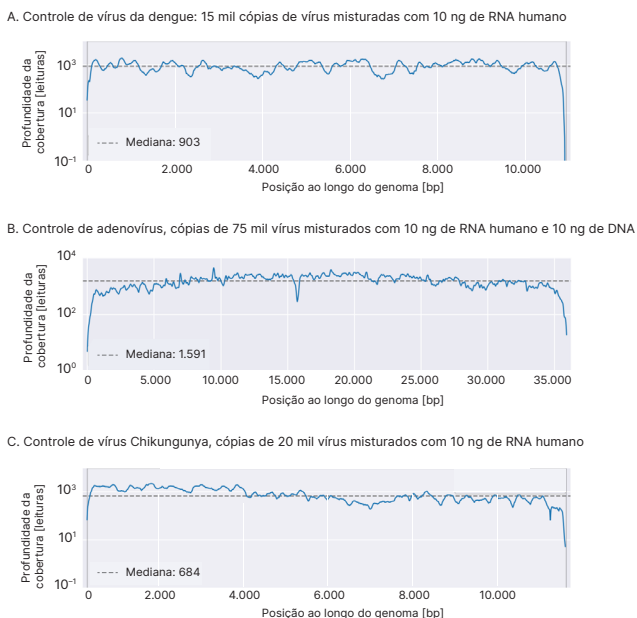 A. Controle de vírus da dengue: 15 mil cópias de vírus misturadas com 10 ng de RNA humano
Profundidade da
cobertura [leituras]
10³
10¹
10⁻¹
Mediana: 903
0
2.000
4.000
6.000
8.000
10.000
Posição ao longo do genoma [bp]
B. Controle de adenovírus, cópias de 75 mil vírus misturados com 10 ng de RNA humano e 10 ng de DNA
Profundidade da
cobertura [leituras]
10⁴
10²
10⁰
Mediana: 1.591
0
5.000
10.000
15.000
20.000
25.000
30.000
35.000
Posição ao longo do genoma [bp]
C. Controle de vírus Chikungunya, cópias de 20 mil vírus misturados com 10 ng de RNA humano
Profundidade da
cobertura [leituras]
10³
10¹
10⁻¹
Mediana: 684
0
2.000
4.000
6.000
8.000
10.000
Posição ao longo do genoma [bp]